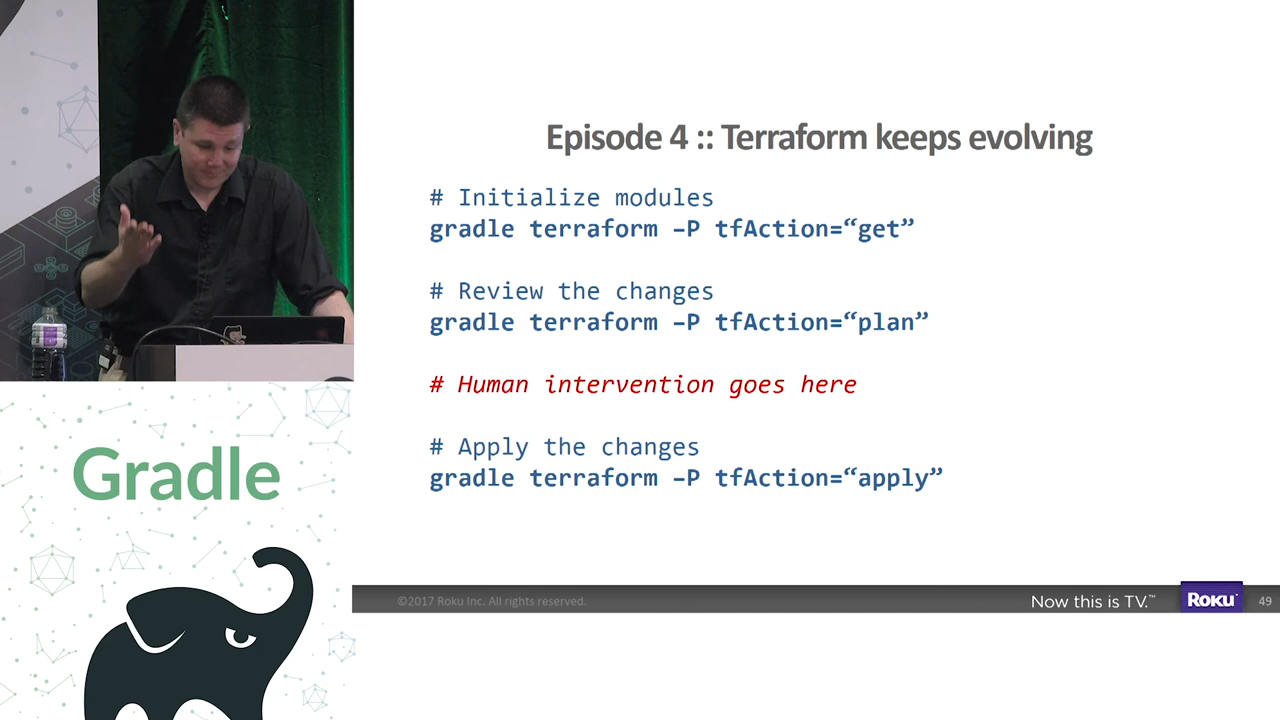 Episode 4 :: Terraform keeps evolving
# Initialize modules
gradle terraform –P tfAction=“get”
# Review the changes
gradle terraform –P tfAction=“plan”
# Human intervention goes here
# Apply the changes
gradle terraform –P tfAction=“apply”
©2017 Roku Inc. All rights reserved.
Now this is TV.™
ROKU
49
Gradle